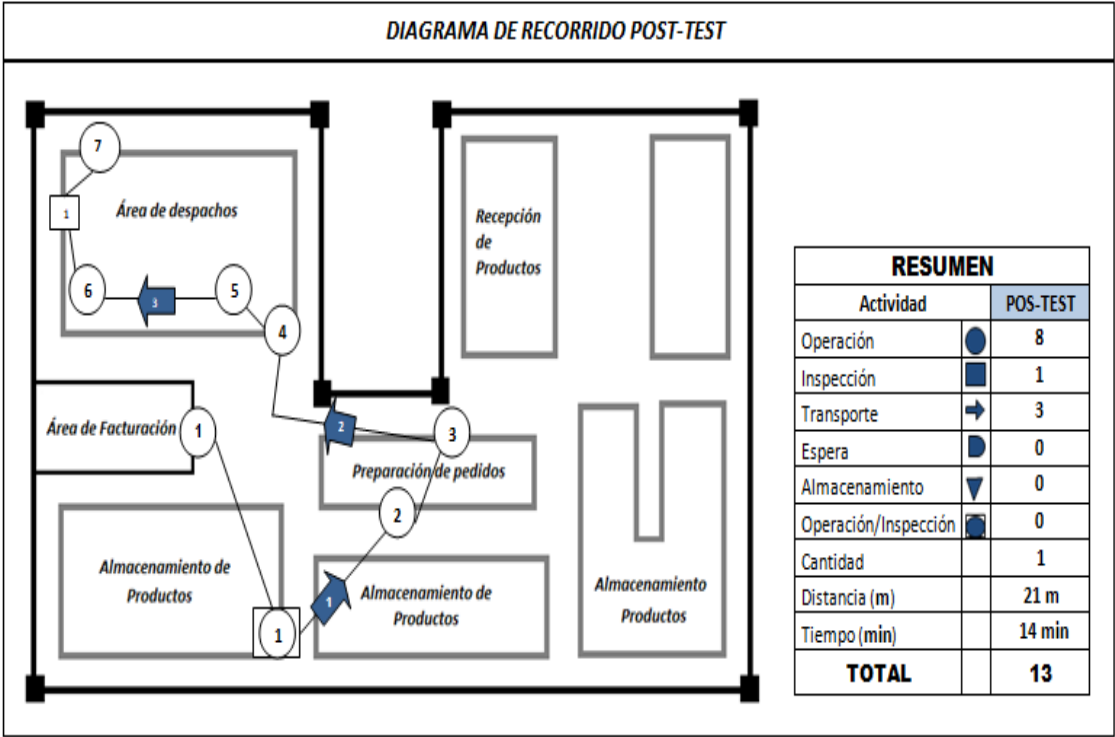 DIAGRAMA DE RECORRIDO POST-TEST
7
1
Área de despachos
6
3
5
4
Recepción
de
Productos
Área de Facturación
1
2
3
Preparación de pedidos
2
Almacenamiento de
Productos
1
1
Almacenamiento de
Productos
Almacenamiento
Productos
RESUMEN
Actividad POS-TEST
Operación 8
Inspección 1
Transporte 3
Espera 0
Almacenamiento 0
Operación/Inspección 0
Cantidad 1
Distancia (m) 21 m
Tiempo (min) 14 min
TOTAL 13